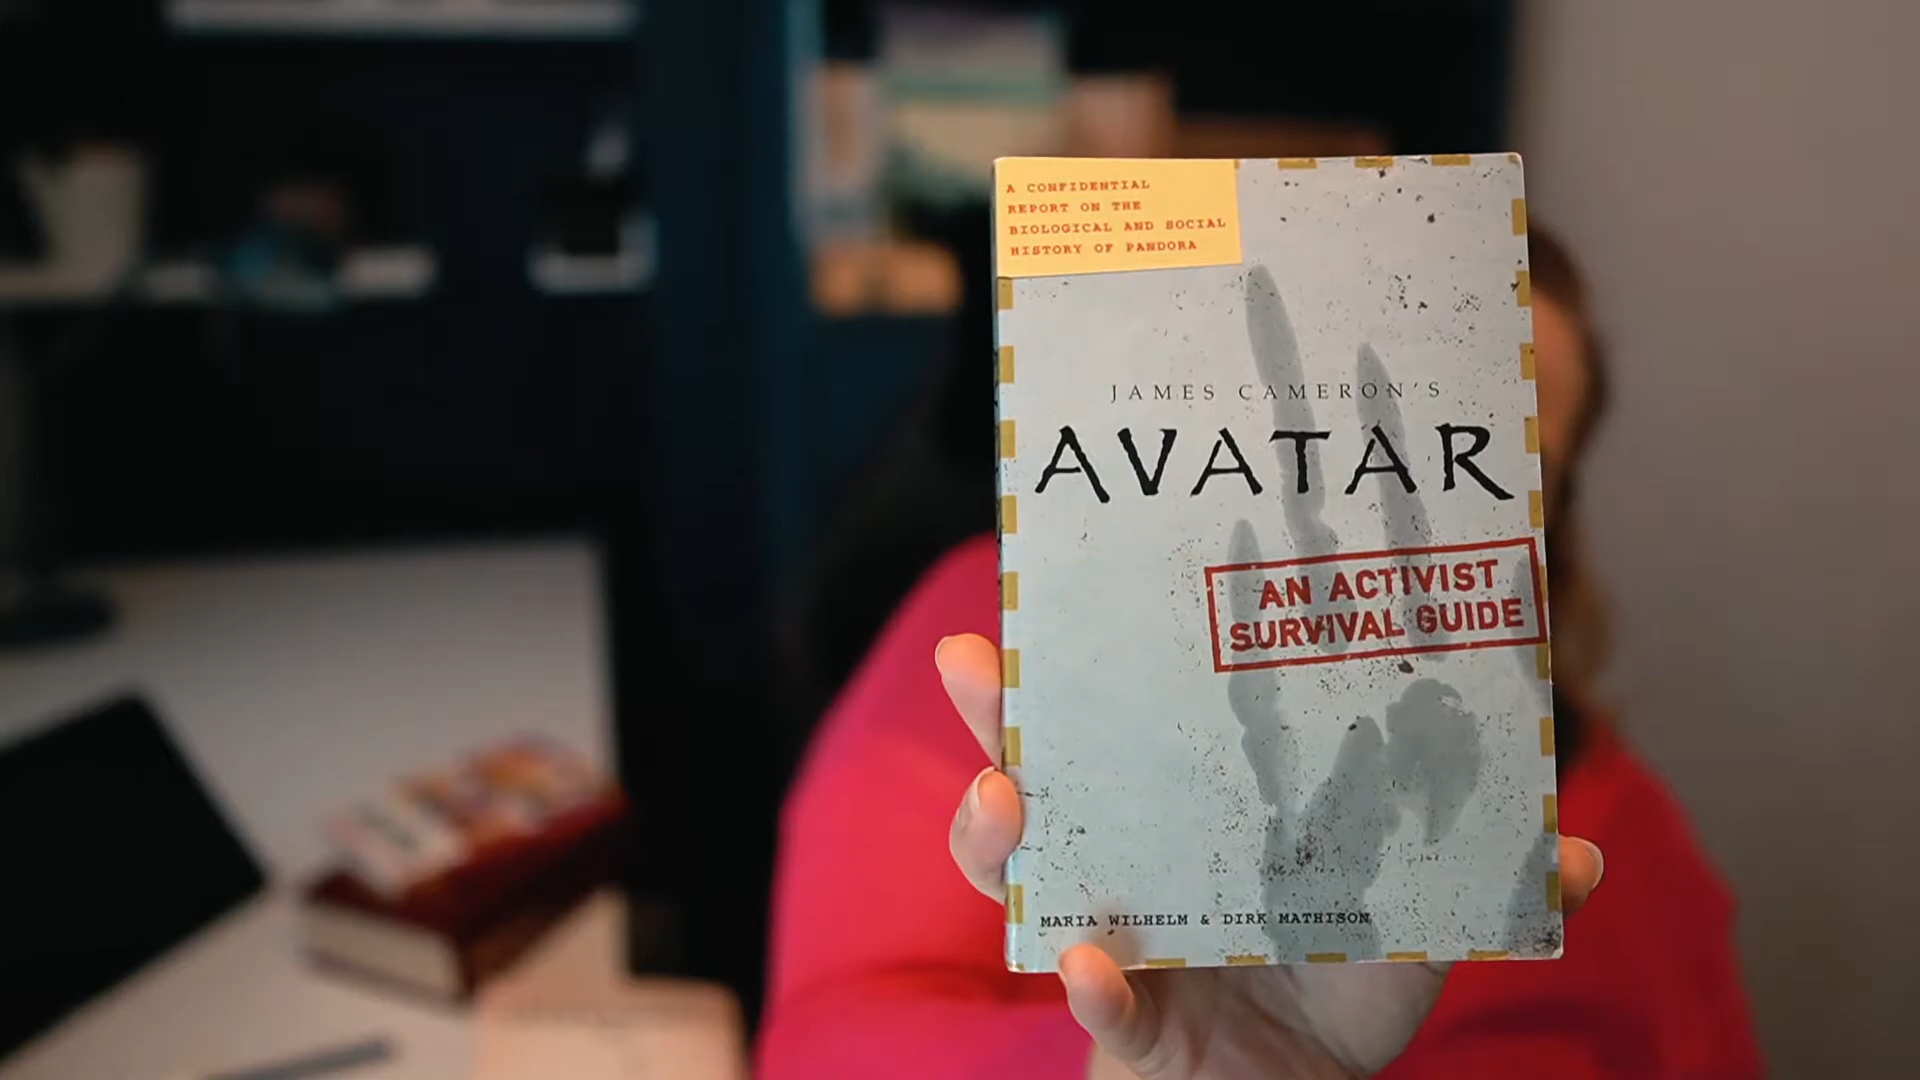 A CONFIDENTIAL
REPORT ON THE
BIOLOGICAL AND SOCIAL
HISTORY OF PANDORA
JAMES CAMERON'S
AVATAR
AN ACTIVIST
SURVIVAL GUIDE
MARIA WILHELM & DIRK MATHISON